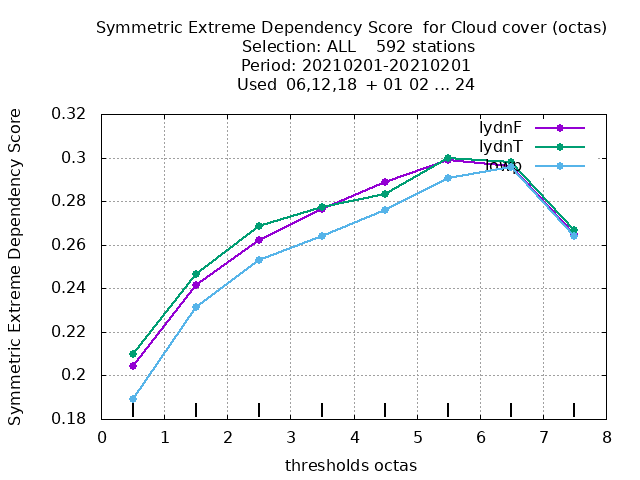 Symmetric Extreme Dependency Score  for Cloud cover (octas)
Selection: ALL    592 stations
Period: 20210201-20210201
Used  06,12,18  + 01 02 ... 24
Symmetric Extreme Dependency Score
0.32
0.3
0.28
0.26
0.24
0.22
0.2
0.18
lydnF
lydnT
0 1 2 3 4 5 6 7 8
thresholds octas